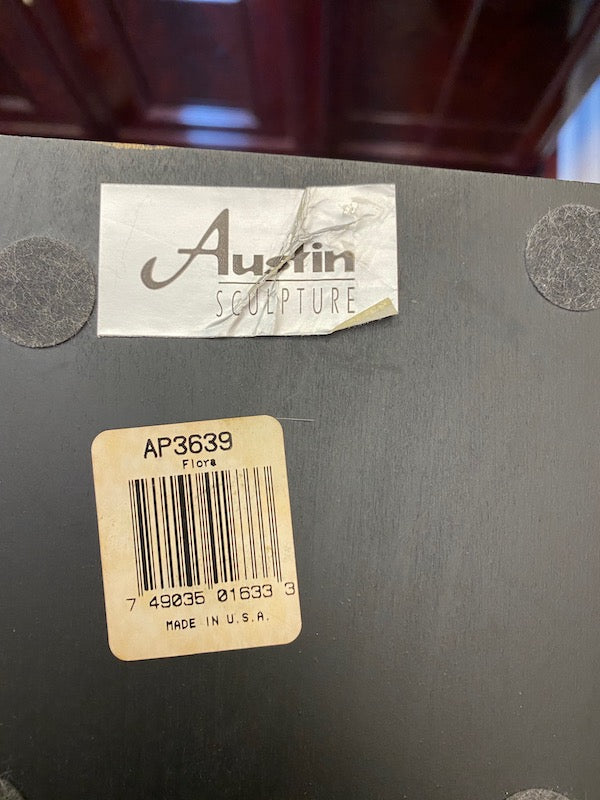 Austin
SCULPTURE
AP3639
Flora
7 49035 01633 3
MADE IN U.S.A.